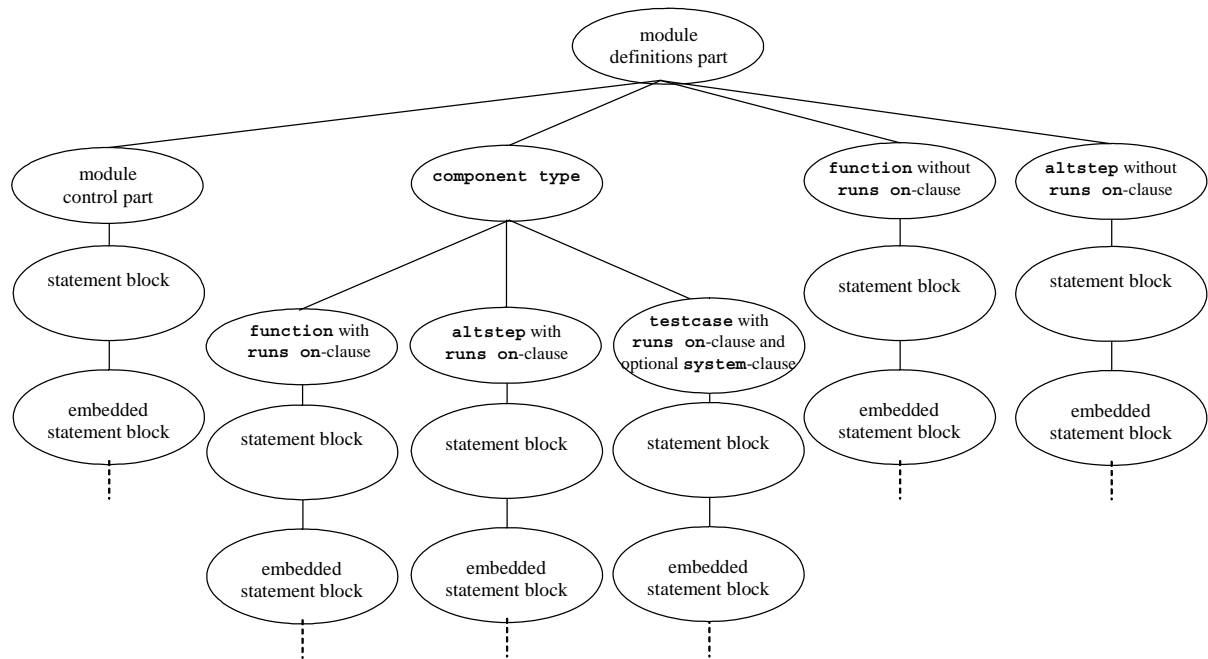 module
definitions part
module
control part
component type
function without
runs on-clause
altstep without
runs on-clause
statement block
statement block
statement block
function with
runs on-clause
altstep with
runs on-clause
testcase with
runs on-clause and
optional system-clause
embedded
statement block
embedded
statement block
embedded
statement block
statement block
statement block
statement block
embedded
statement block
embedded
statement block
embedded
statement block